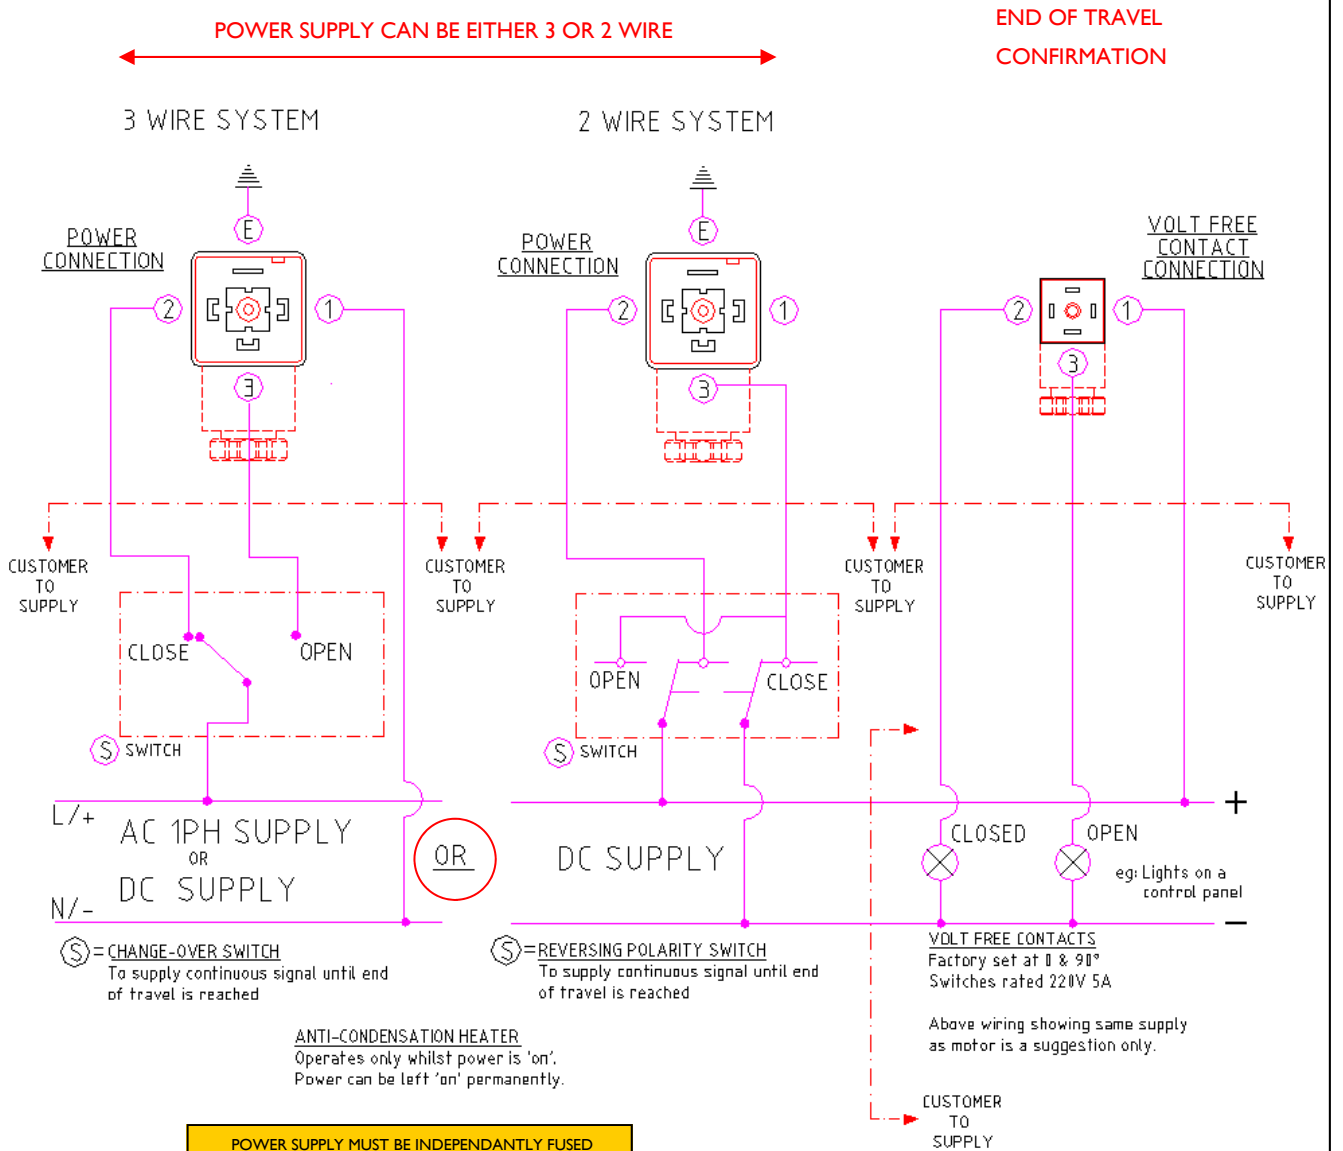 POWER SUPPLY CAN BE EITHER 3 OR 2 WIRE
END OF TRAVEL
CONFIRMATION
3 WIRE SYSTEM
2 WIRE SYSTEM
E
POWER
CONNECTION
2
1
3
E
POWER
CONNECTION
2
1
3
VOLT FREE
CONTACT
CONNECTION
2
1
3
CUSTOMER
TO
SUPPLY
CUSTOMER
TO
SUPPLY
CUSTOMER
TO
SUPPLY
CUSTOMER
TO
SUPPLY
CLOSE
OPEN
S SWITCH
OPEN
CLOSE
S SWITCH
L/+
AC 1PH SUPPLY
OR
DC SUPPLY
N/-
OR
DC SUPPLY
+
CLOSED
OPEN
eg: Lights on a
control panel
−
S = CHANGE-OVER SWITCH
To supply continuous signal until end
of travel is reached
S = REVERSING POLARITY SWITCH
To supply continuous signal until end
of travel is reached
VOLT FREE CONTACTS
Factory set at 0 & 90°
Switches rated 220V 5A
Above wiring showing same supply
as motor is a suggestion only.
ANTI-CONDENSATION HEATER
Operates only whilst power is 'on'.
Power can be left 'on' permanently.
CUSTOMER
TO
SUPPLY
POWER SUPPLY MUST BE INDEPENDANTLY FUSED